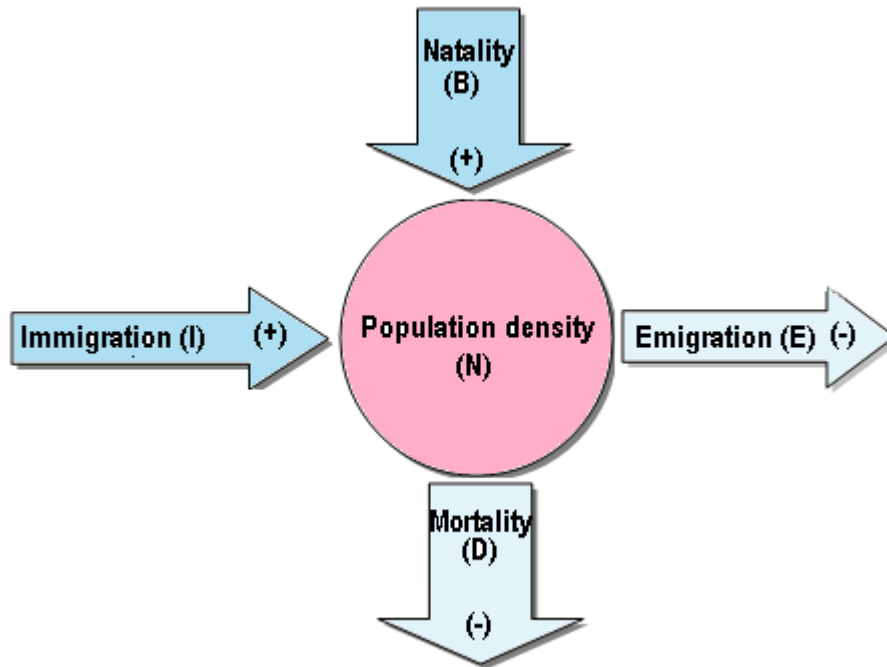 Natality
(B)
(+)
Immigration (I) (+)
Population density
(N)
Emigration (E) (-)
Mortality
(D)
(-)